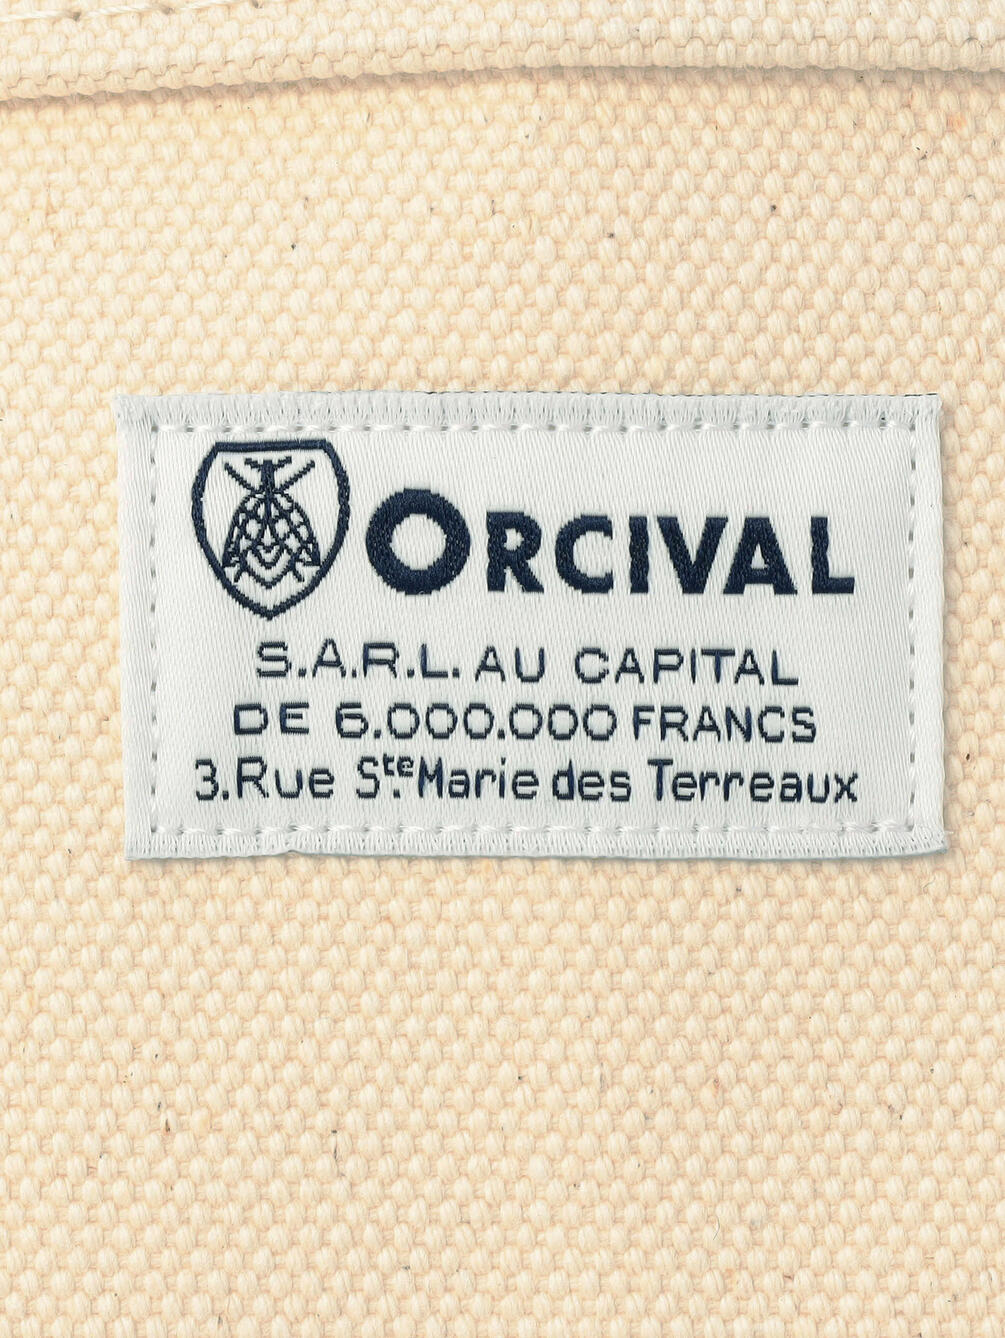 ORCIVAL
S.A.R.L. AU CAPITAL
DE 6.000.000 FRANCS
3.Rue Ste Marie des Terreaux